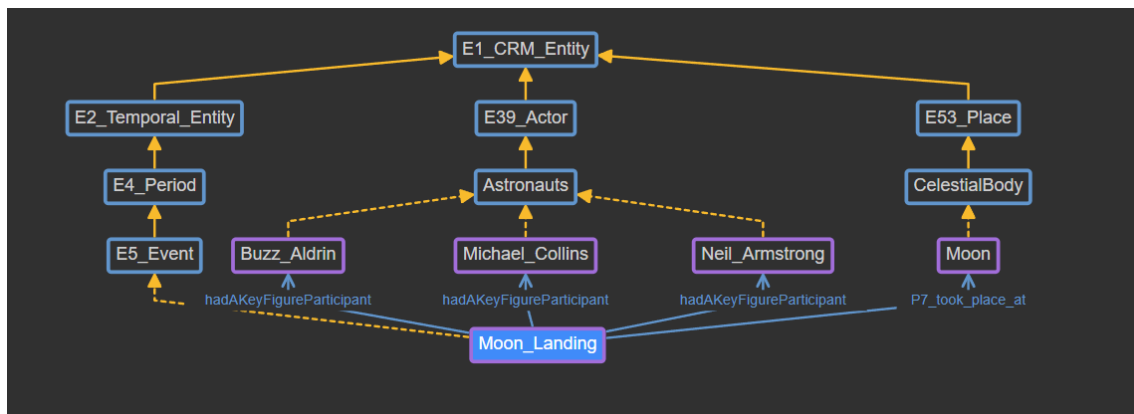 E1_CRM_Entity
E2_Temporal_Entity
E39_Actor
E53_Place
E4_Period
Astronauts
CelestialBody
E5_Event
Buzz_Aldrin
Michael_Collins
Neil_Armstrong
Moon
hadAKeyFigureParticipant
hadAKeyFigureParticipant
hadAKeyFigureParticipant
P7_took_place_at
Moon_Landing